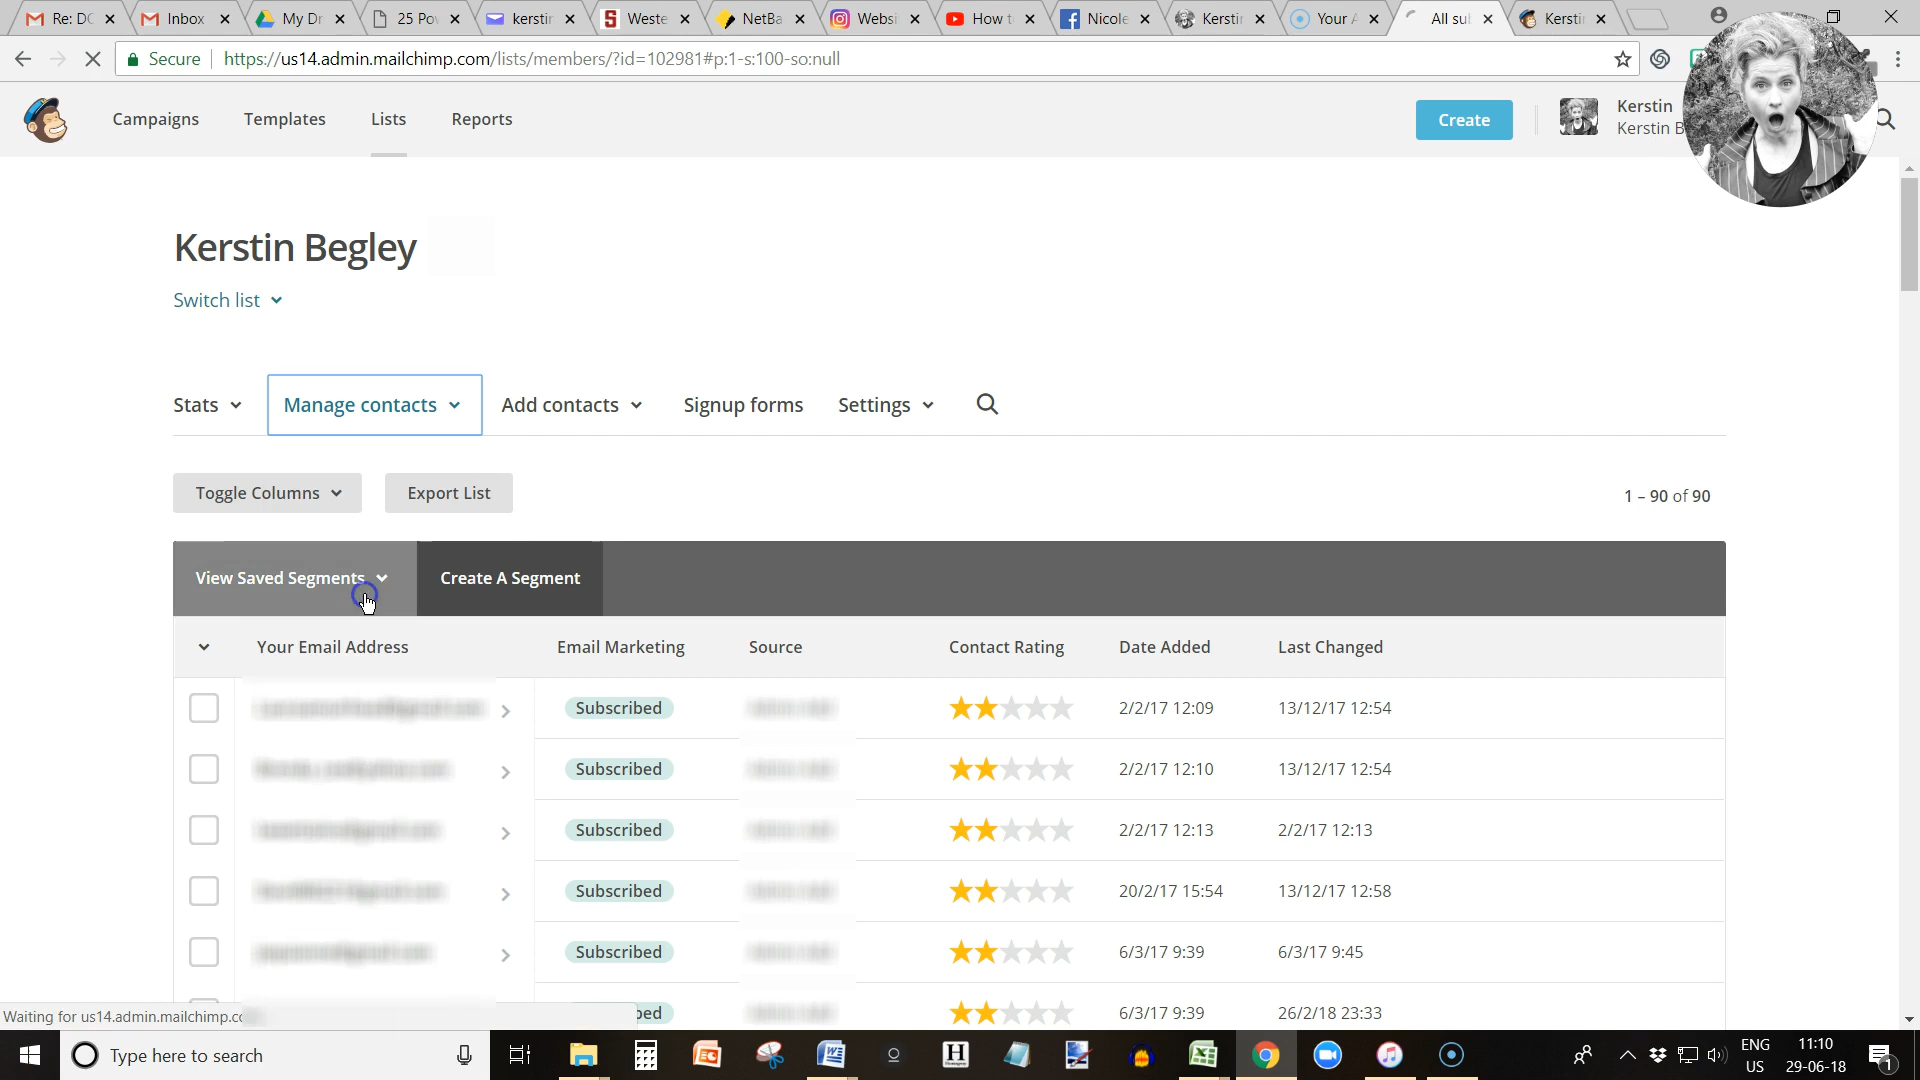 Re: DC
Inbox
My Dr
25 Po
kerstin
Weste
NetBa
Websi
How t
Nicole
Kerstin
Your A
All sub
Kerstin
Secure
https://us14.admin.mailchimp.com/lists/members/?id=102981#p:1-s:100-so:null
Campaigns
Templates
Lists
Reports
Create
Kerstin
Kerstin B
Kerstin Begley
Switch list
Stats
Manage contacts
Add contacts
Signup forms
Settings
Toggle Columns
Export List
1 – 90 of 90
View Saved Segments
Create A Segment
Your Email Address
Email Marketing
Source
Contact Rating
Date Added
Last Changed
Subscribed 2/2/17 12:09 13/12/17 12:54
Subscribed 2/2/17 12:10 13/12/17 12:54
Subscribed 2/2/17 12:13 2/2/17 12:13
Subscribed 20/2/17 15:54 13/12/17 12:58
Subscribed 6/3/17 9:39 6/3/17 9:45
bed 6/3/17 9:39 26/2/18 23:33
Waiting for us14.admin.mailchimp.c
Type here to search
ENG
US
11:10
29-06-18
1